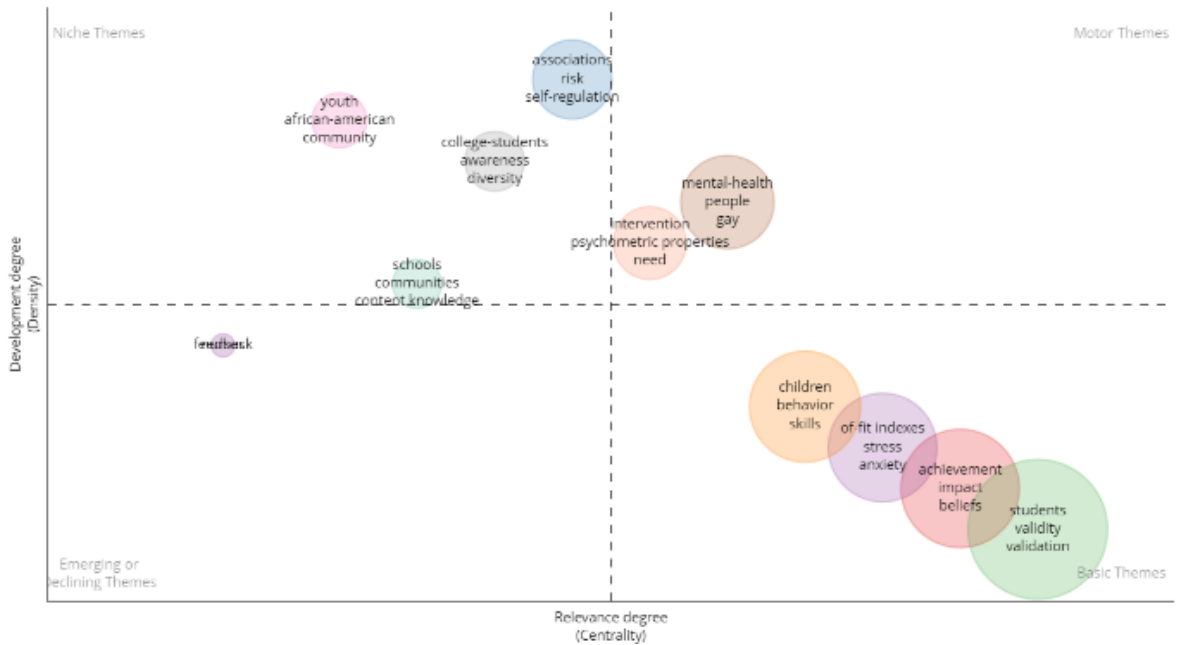 Niche Themes
Motor Themes
associations
risk
self-regulation
youth
african-american
community
college-students
awareness
diversity
mental-health
people
gay
intervention
psychometric properties
need
schools
communities
content knowledge
Development degree
(Density)
feedback
children
behavior
skills
of-fit indexes
stress
anxiety
achievement
impact
beliefs
students
validity
validation
Emerging or
eclining Themes
Basic Themes
Relevance degree
(Centrality)